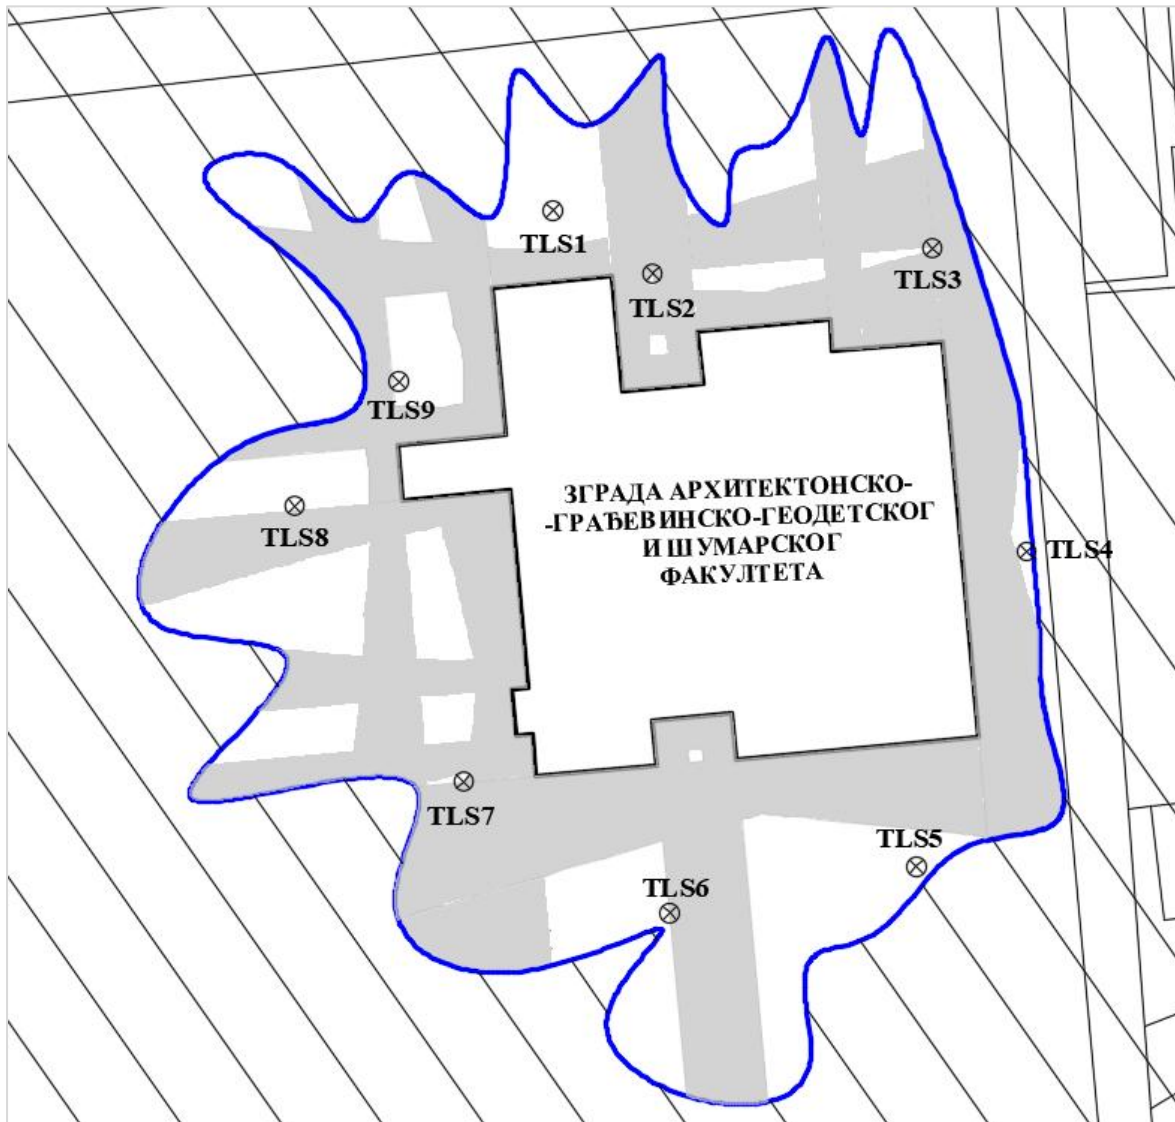 TLS1
TLS2
TLS3
TLS9
ЗГРАДА АРХИТЕКТОНСКО-
-ГРАЂЕВИНСКО-ГЕОДЕТСКОГ
И ШУМАРСКОГ
ФАКУЛТЕТА
TLS8
TLS4
TLS7
TLS5
TLS6